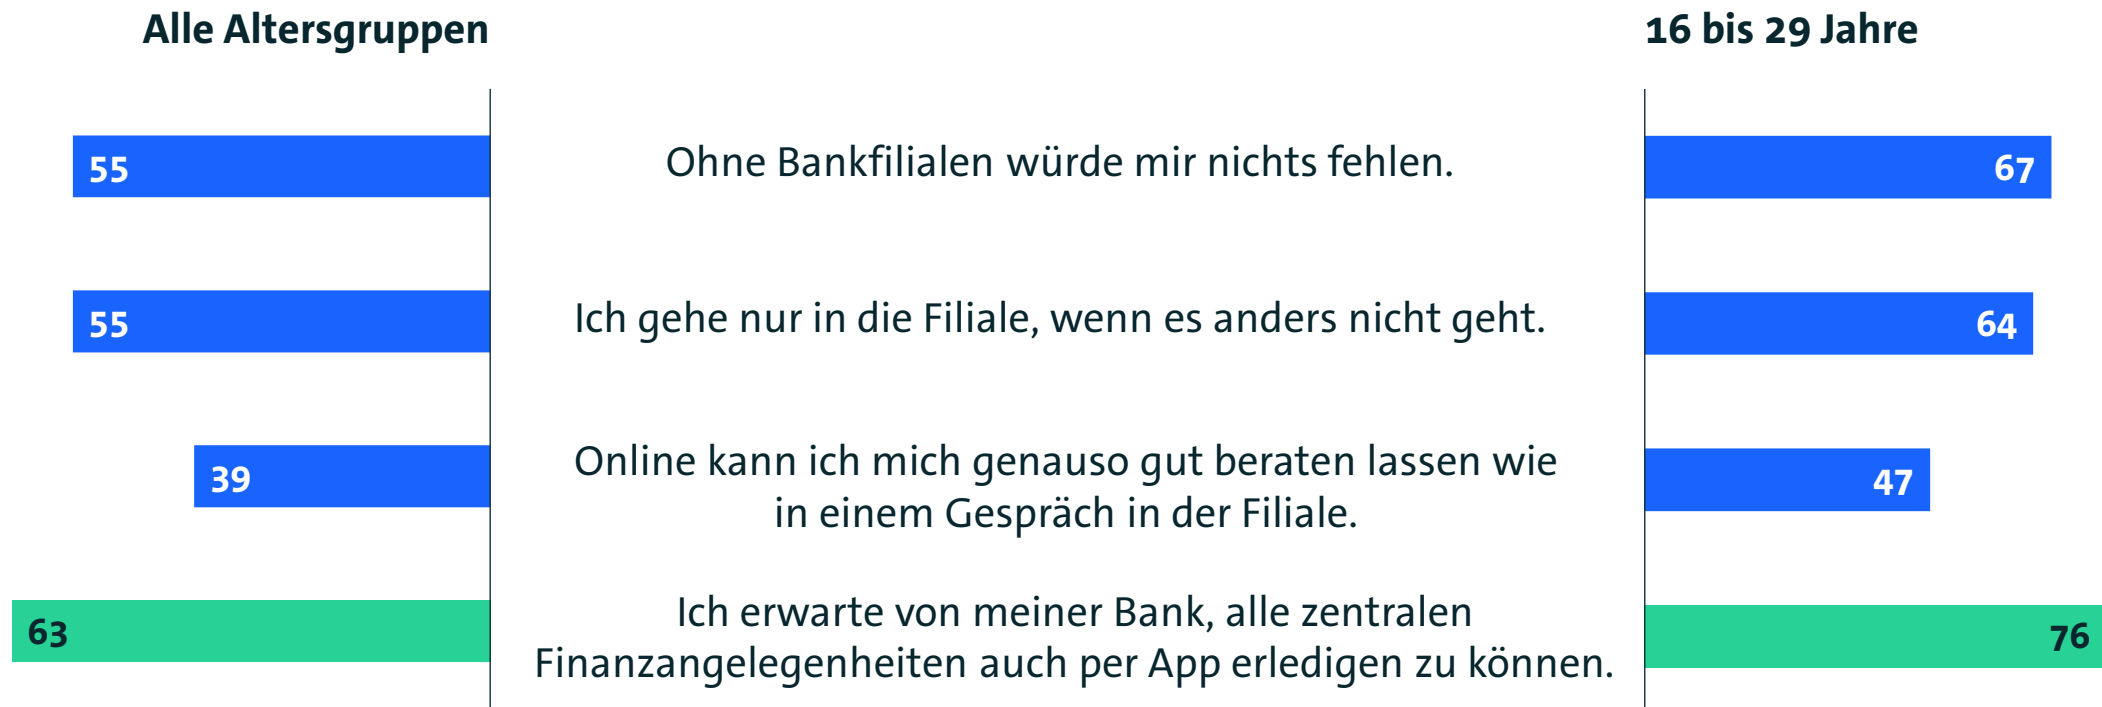 Alle Altersgruppen
16 bis 29 Jahre
55
Ohne Bankfilialen würde mir nichts fehlen.
67
55
Ich gehe nur in die Filiale, wenn es anders nicht geht.
64
39
Online kann ich mich genauso gut beraten lassen wie
in einem Gespräch in der Filiale.
47
63
Ich erwarte von meiner Bank, alle zentralen
Finanzangelegenheiten auch per App erledigen zu können.
76